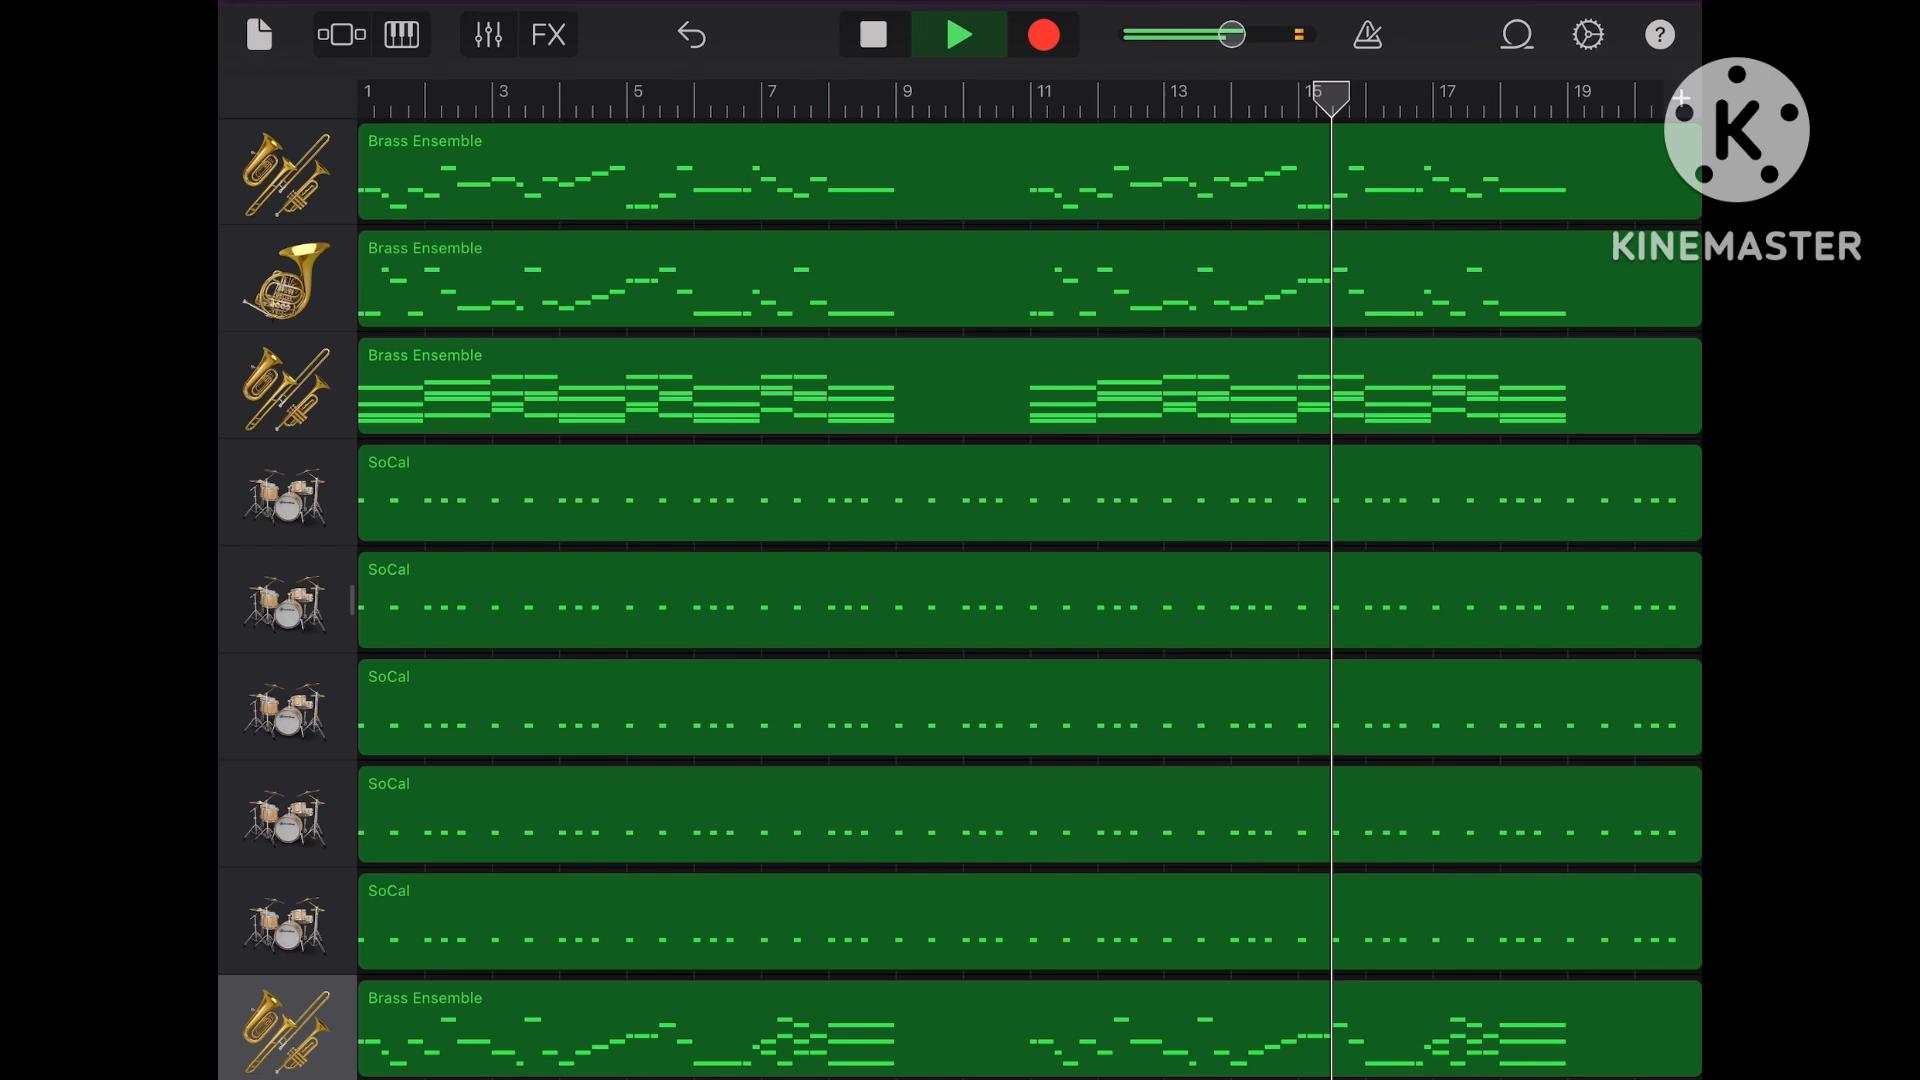 FX
?
1 3 5 7 9 11 13 15 17 19
K
KINEMASTER
Brass Ensemble
Brass Ensemble
Brass Ensemble
SoCal
SoCal
SoCal
SoCal
SoCal
Brass Ensemble